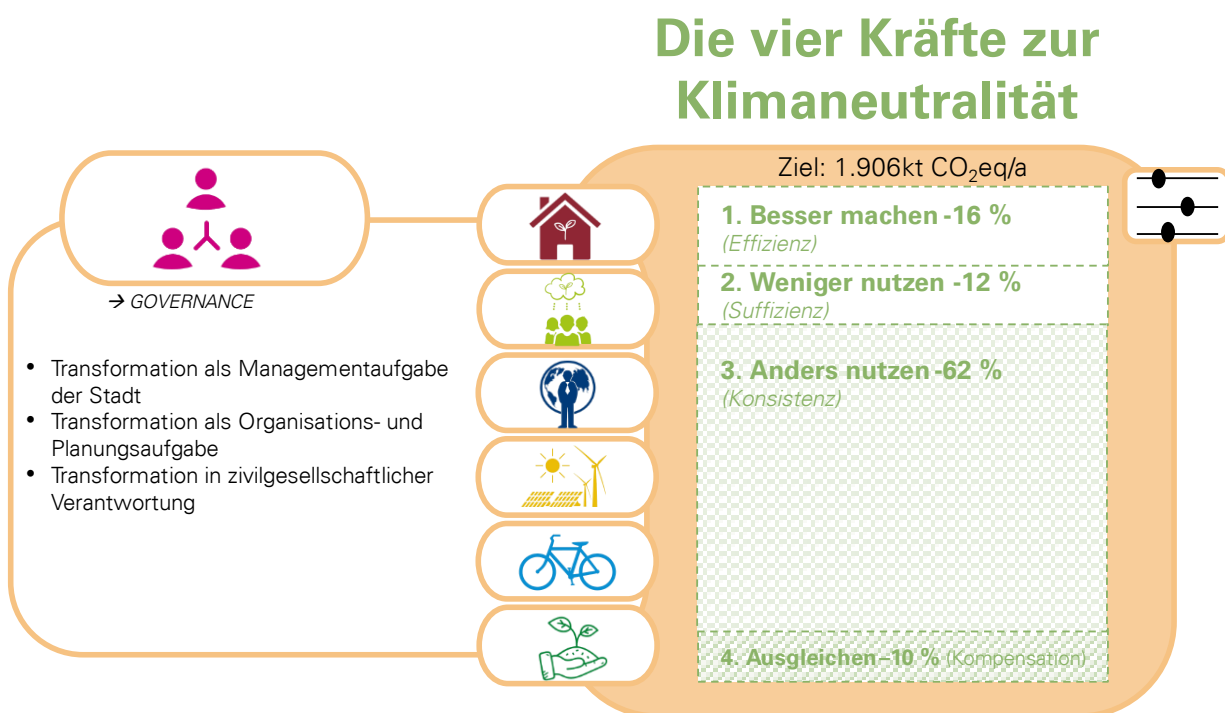 Die vier Kräfte zur
Klimaneutralität
Ziel: 1.906kt CO₂eq/a
→ GOVERNANCE
• Transformation als Managementaufgabe
der Stadt
• Transformation als Organisations- und
Planungsaufgabe
• Transformation in zivilgesellschaftlicher
Verantwortung
1. Besser machen -16 %
(Effizienz)
2. Weniger nutzen -12 %
(Suffizienz)
3. Anders nutzen -62 %
(Konsistenz)
4. Ausgleichen –10 % (Kompensation)